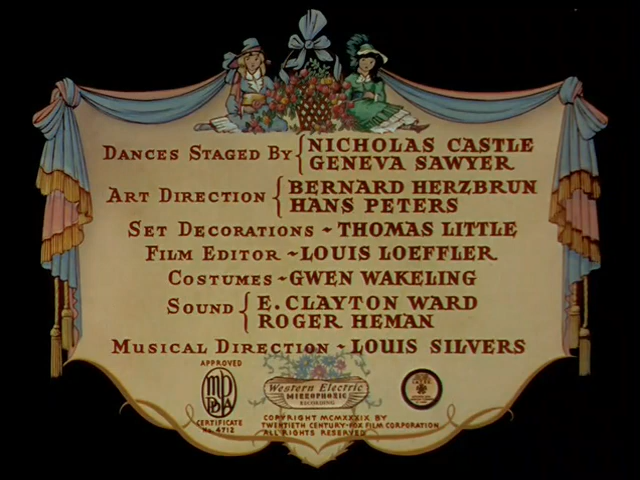 DANCES STAGED BY { NICHOLAS CASTLE
GENEVA SAWYER
ART DIRECTION { BERNARD HERZBRUN
HANS PETERS
SET DECORATIONS ~ THOMAS LITTLE
FILM EDITOR ~ LOUIS LOEFFLER
COSTUMES ~ GWEN WAKELING
SOUND { E. CLAYTON WARD
ROGER HEMAN
MUSICAL DIRECTION ~ LOUIS SILVERS
APPROVED
MPPDA
CERTIFICATE
No. 4712
Western Electric
MIRROPHONIC
RECORDING
COPYRIGHT MCMXXXIX BY
TWENTIETH CENTURY-FOX FILM CORPORATION
ALL RIGHTS RESERVED